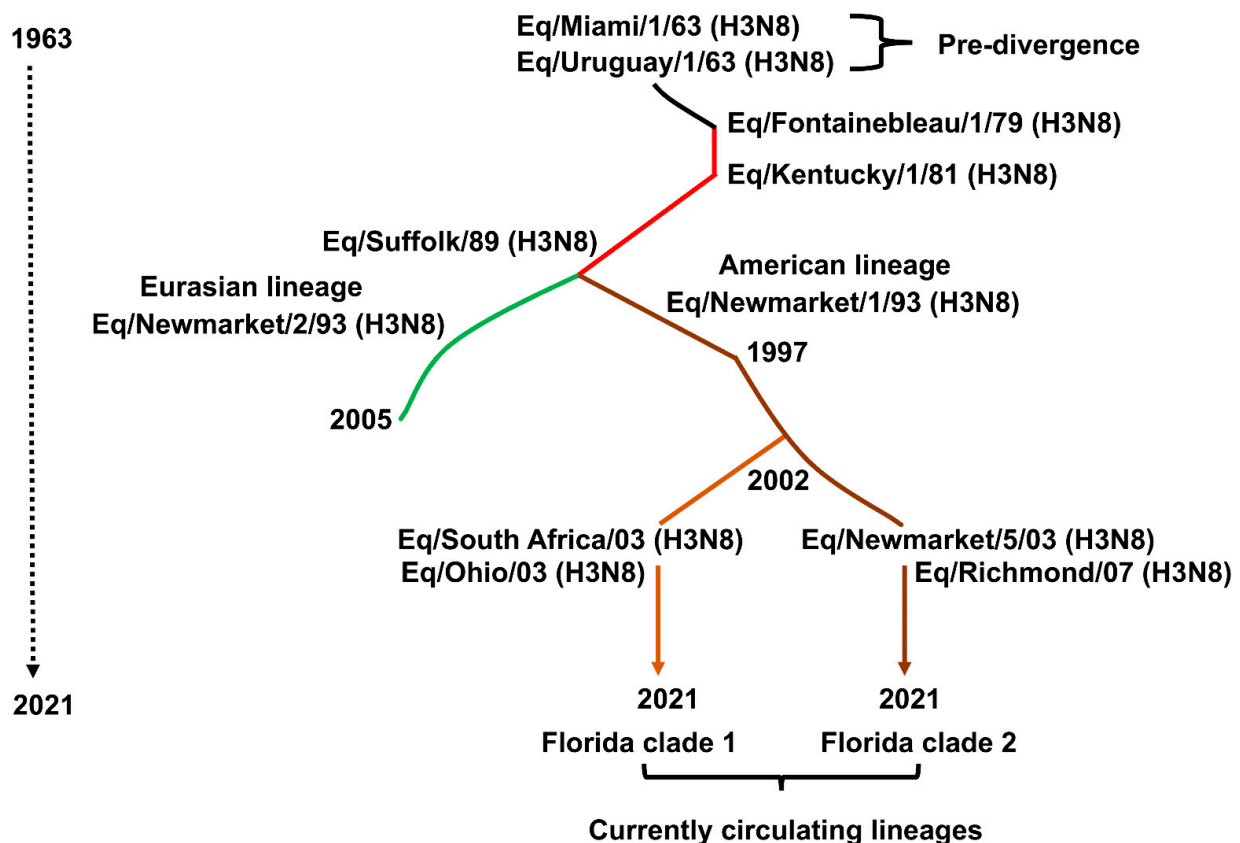 1963
Eq/Miami/1/63 (H3N8)
Eq/Uruguay/1/63 (H3N8)
Pre-divergence
Eq/Fontainebleau/1/79 (H3N8)
Eq/Kentucky/1/81 (H3N8)
Eq/Suffolk/89 (H3N8)
Eurasian lineage
Eq/Newmarket/2/93 (H3N8)
American lineage
Eq/Newmarket/1/93 (H3N8)
1997
2005
2002
Eq/South Africa/03 (H3N8)
Eq/Ohio/03 (H3N8)
Eq/Newmarket/5/03 (H3N8)
Eq/Richmond/07 (H3N8)
2021
2021
2021
Florida clade 1
Florida clade 2
Currently circulating lineages